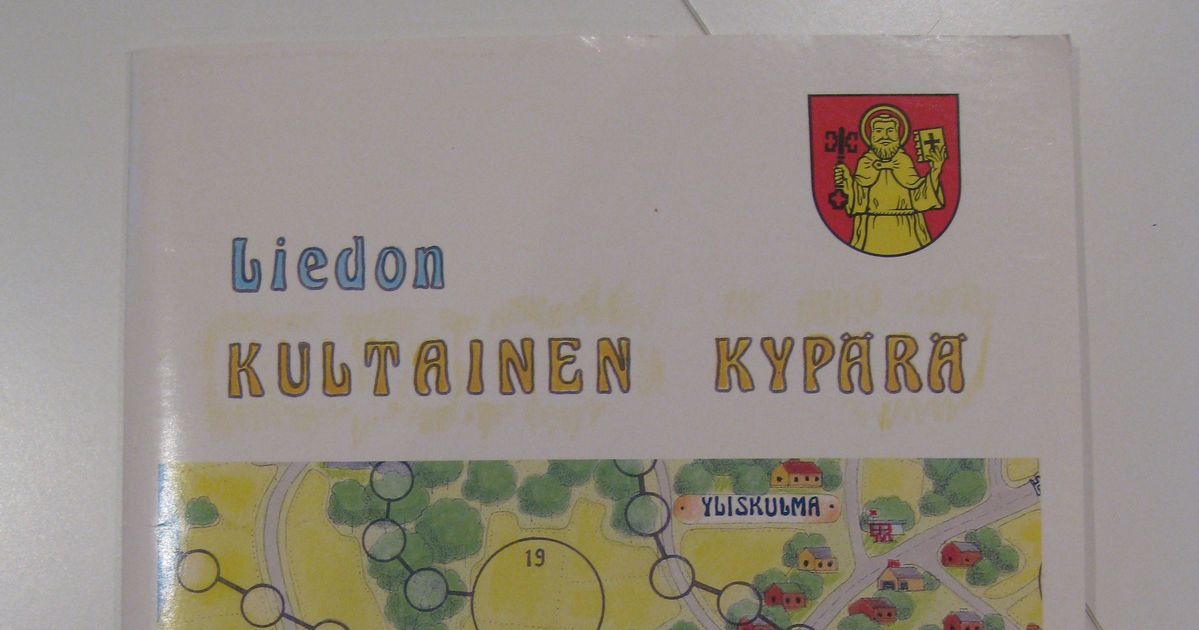 Liedon
KULTAINEN KYPÄRÄ
YLISKULMA
19